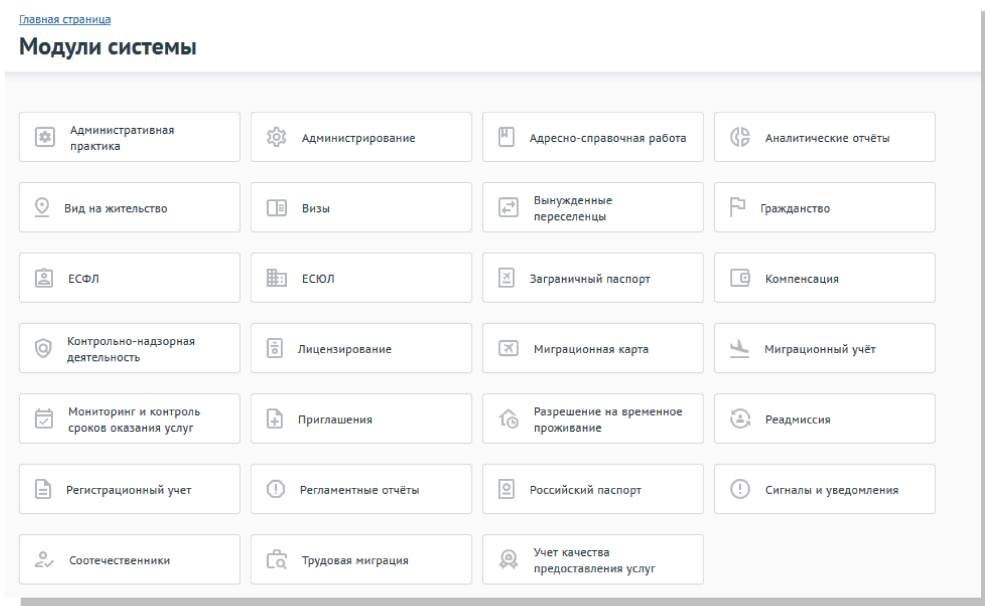 Главная страница
Модули системы
Административная
практика
Администрирование
Адресно-справочная работа
Аналитические отчёты
Вид на жительство
Визы
Вынужденные
переселенцы
Гражданство
ЕСФЛ
ЕСЮЛ
Заграничный паспорт
Компенсация
Контрольно-надзорная
деятельность
Лицензирование
Миграционная карта
Миграционный учёт
Мониторинг и контроль
сроков оказания услуг
Приглашения
Разрешение на временное
проживание
Реадмиссия
Регистрационный учет
Регламентные отчёты
Российский паспорт
Сигналы и уведомления
Соотечественники
Трудовая миграция
Учет качества
предоставления услуг